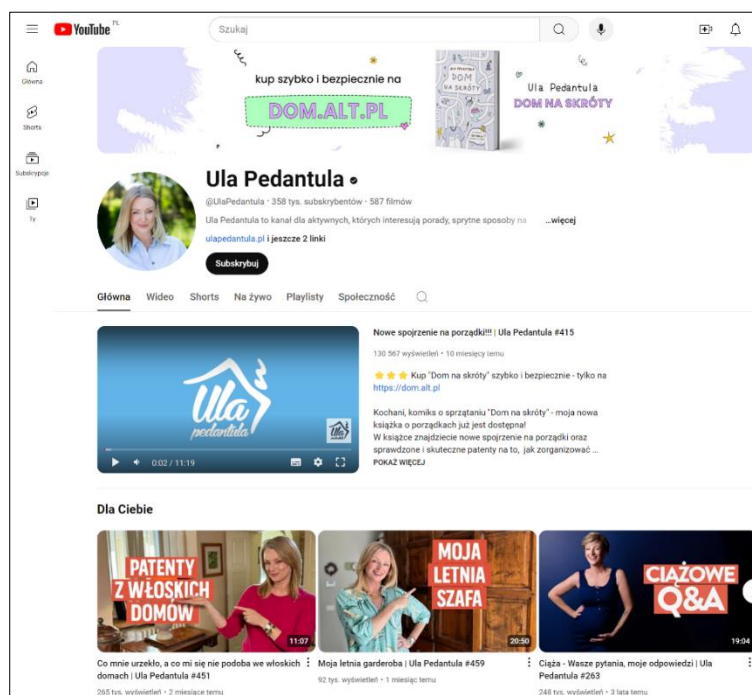 YouTube PL
Szukaj
Główna
Shorts
Subskrypcje
Ty
kup szybko i bezpiecznie na
DOM.ALT.PL
ULA PEDANTULA
DOM
NA SKRÓTY
Ula Pedantula
DOM NA SKRÓTY
Ula Pedantula
@UlaPedantula • 358 tys. subskrybentów • 587 filmów
Ula Pedantula to kanał dla aktywnych, których interesują porady, sprytne sposoby na ...więcej
ulapedantula.pl i jeszcze 2 linki
Subskrybuj
Główna Wideo Shorts Na żywo Playlisty Społeczność
Ula
pedantula
0:02 / 11:19
Nowe spojrzenie na porządki!!! | Ula Pedantula #415
130 567 wyświetleń • 10 miesięcy temu
Kup "Dom na skróty" szybko i bezpiecznie - tylko na
https://dom.alt.pl
Kochani, komiks o sprzątaniu "Dom na skróty" - moja nowa
książka o porządkach już jest dostępna!
W książce znajdziecie nowe spojrzenie na porządki oraz
sprawdzone i skuteczne patenty na to, jak zorganizować ...
POKAŻ WIĘCEJ
Dla Ciebie
PATENTY
Z WŁOSKICH
DOMÓW
11:07
MOJA
LETNIA
SZAFA
20:50
CIĄŻOWE
Q&A
19:04
Co mnie urzekło, a co mi się nie podoba we włoskich
domach | Ula Pedantula #451
265 tys. wyświetleń • 2 miesiące temu
Moja letnia garderoba | Ula Pedantula #459
92 tys. wyświetleń • 1 miesiąc temu
Ciąża - Wasze pytania, moje odpowiedzi | Ula
Pedantula #263
248 tys. wyświetleń • 3 lata temu